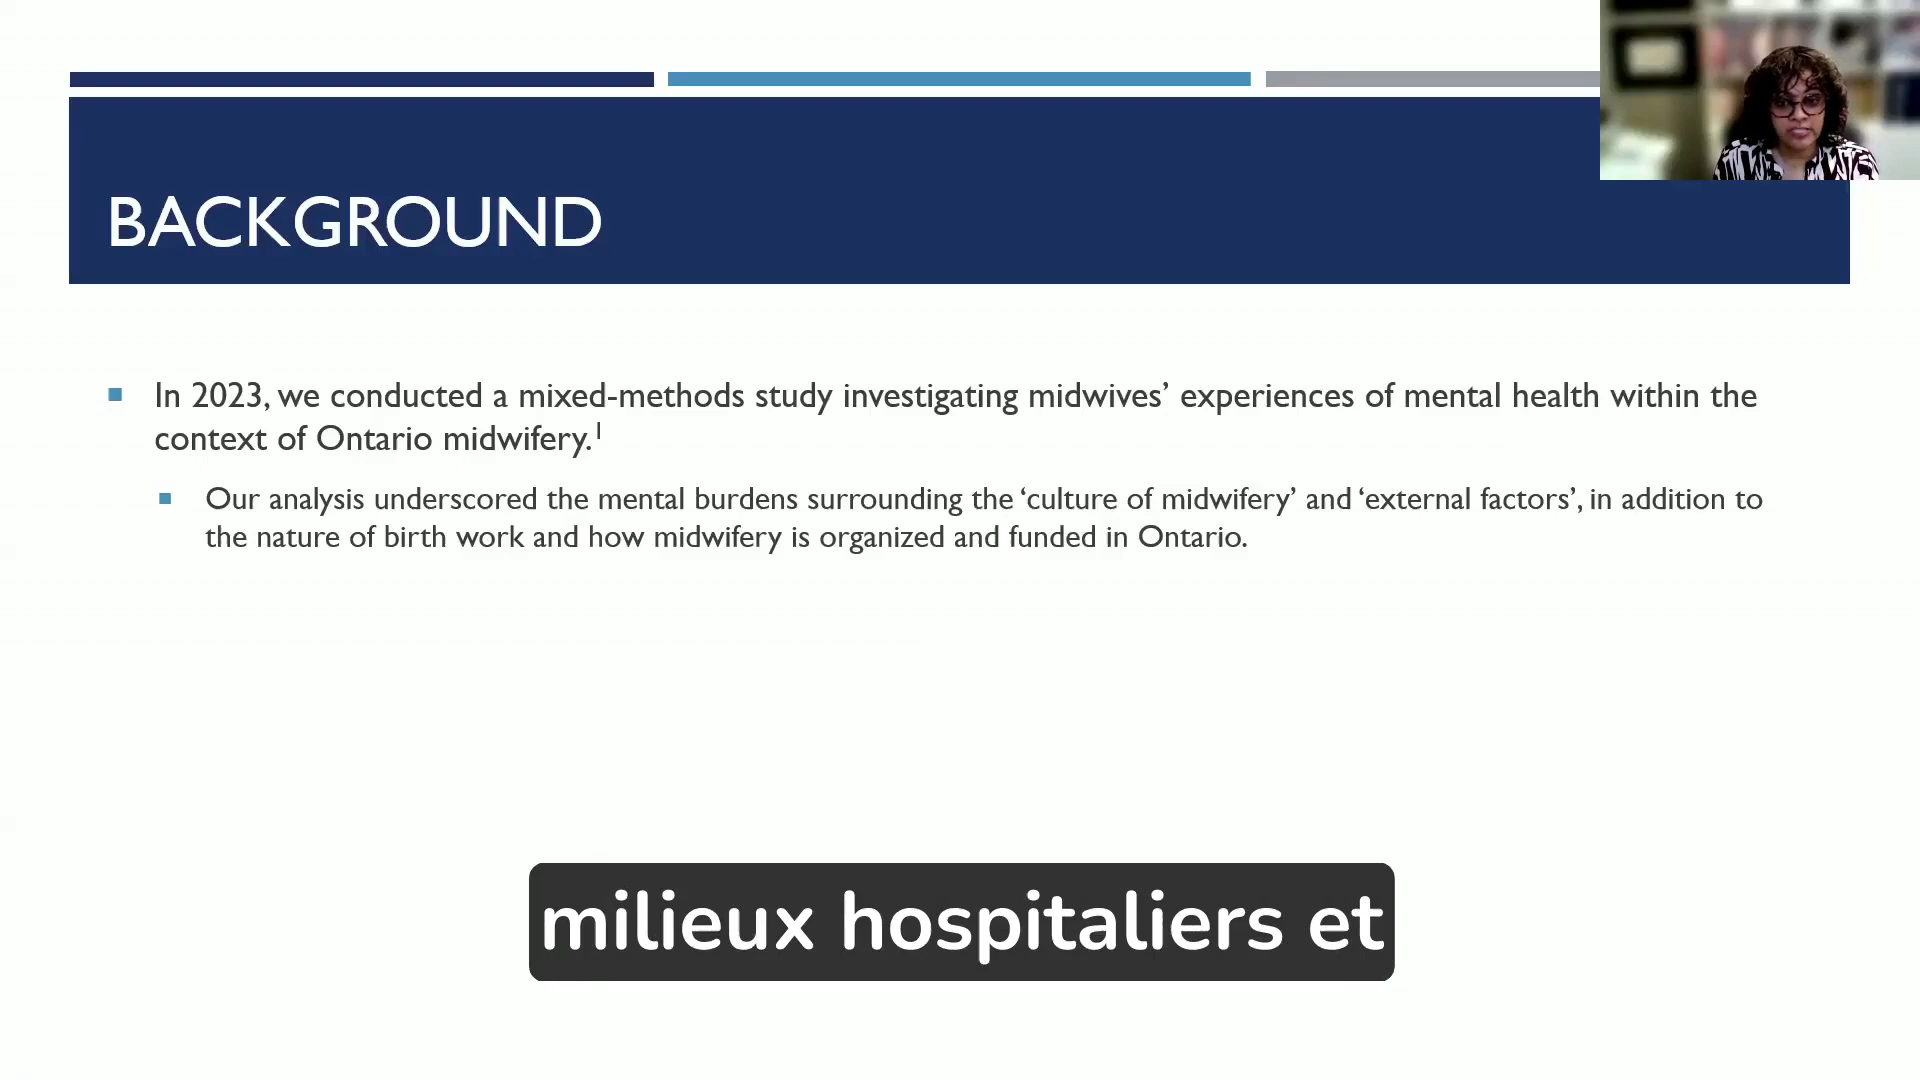 BACKGROUND
In 2023, we conducted a mixed-methods study investigating midwives’ experiences of mental health within the
context of Ontario midwifery.¹
Our analysis underscored the mental burdens surrounding the ‘culture of midwifery’ and ‘external factors’, in addition to
the nature of birth work and how midwifery is organized and funded in Ontario.
milieux hospitaliers et